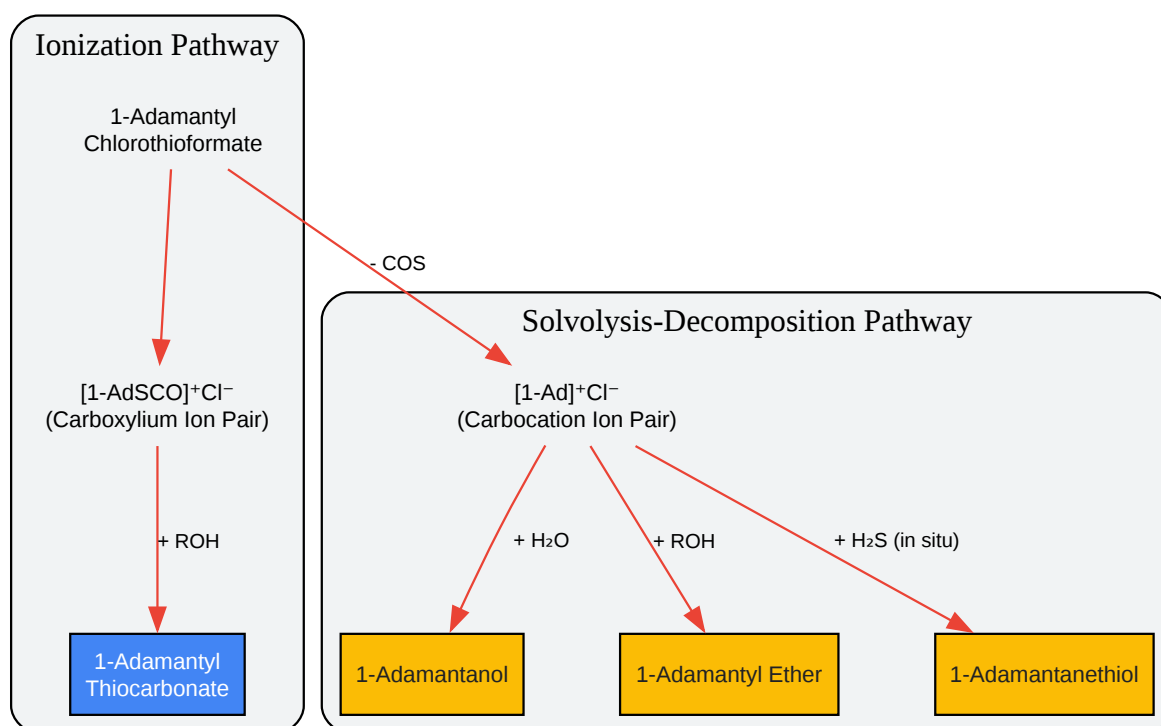 Ionization Pathway
1-Adamantyl
Chlorothioformate
- COS
Solvolysis-Decomposition Pathway
[1-AdSCO]⁺Cl⁻
(Carboxylium Ion Pair)
[1-Ad]⁺Cl⁻
(Carbocation Ion Pair)
+ ROH
+ H₂O
+ ROH
+ H₂S (in situ)
1-Adamantyl
Thiocarbonate
1-Adamantanol
1-Adamantyl Ether
1-Adamantanethiol